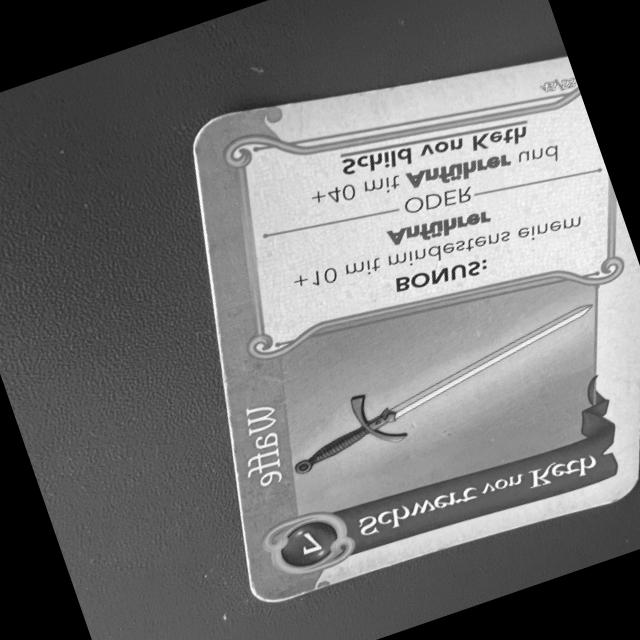 7
Schwert von Keth
Waffe
BONUS:
+10 mit mindestens einem
Anführer
ODER
+40 mit Anführer und
Schild von Keth